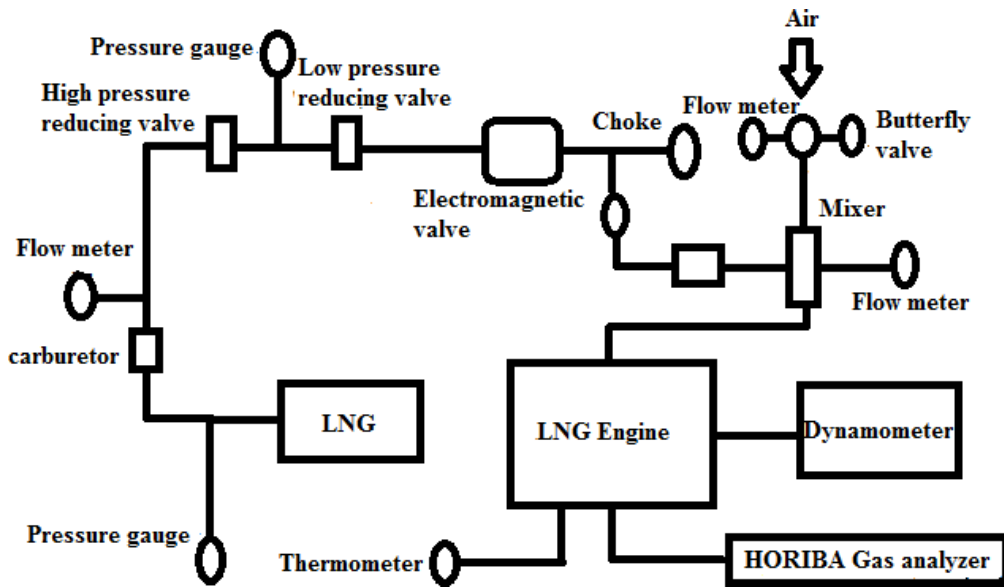 Air
Pressure gauge
Low pressure
reducing valve
High pressure
reducing valve
Flow meter
Choke
Butterfly
valve
Electromagnetic
valve
Mixer
Flow meter
Flow meter
carburetor
LNG
LNG Engine
Dynamometer
Pressure gauge
Thermometer
HORIBA Gas analyzer